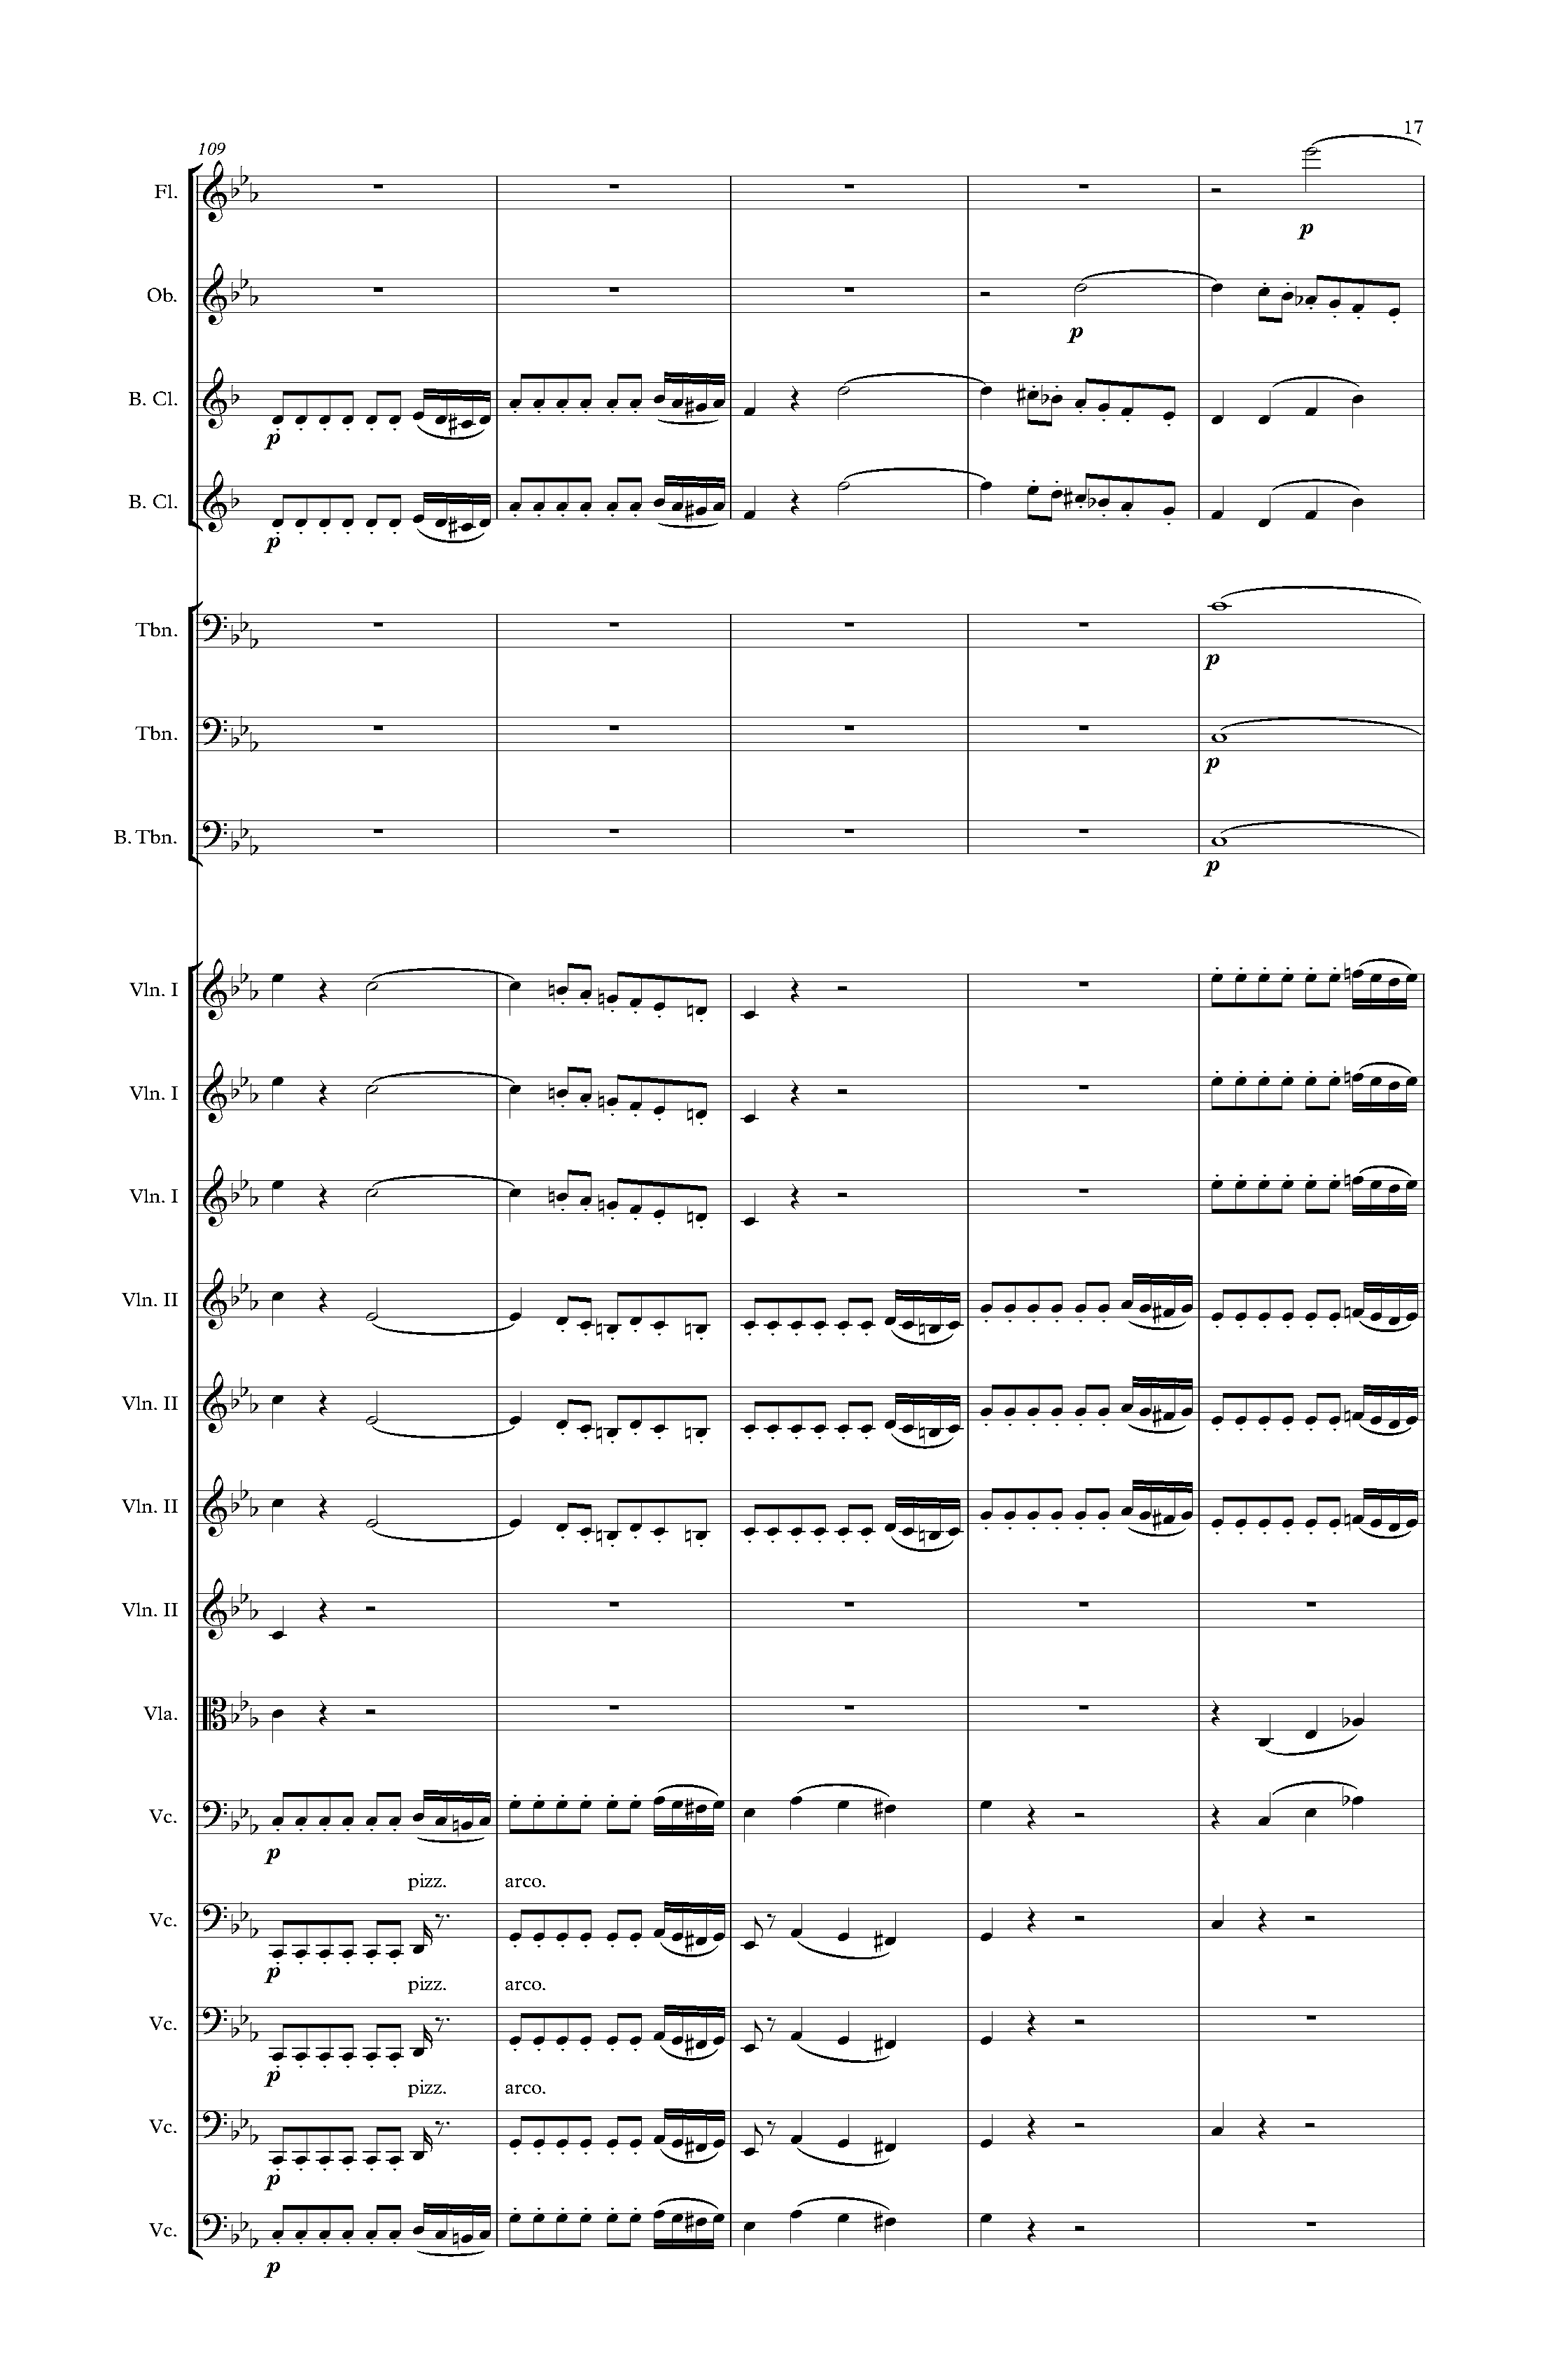 17
109
Fl.
p
Ob.
p
B. Cl.
p
B. Cl.
p
Tbn.
p
Tbn.
p
B. Tbn.
p
Vln. I
Vln. I
Vln. I
Vln. II
Vln. II
Vln. II
Vln. II
Vla.
Vc.
p
pizz. arco.
Vc.
p
pizz. arco.
Vc.
p
pizz. arco.
Vc.
p
Vc.
p